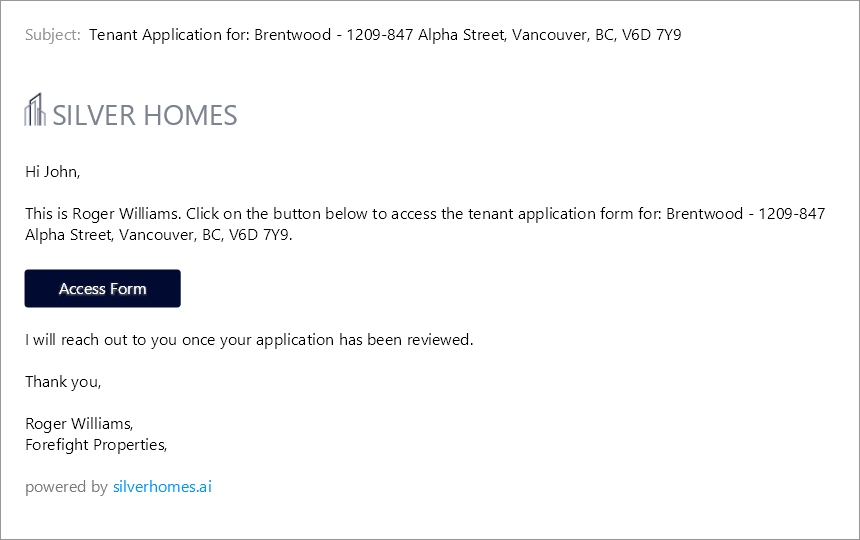 Subject: Tenant Application for: Brentwood - 1209-847 Alpha Street, Vancouver, BC, V6D 7Y9
SILVER HOMES
Hi John,
This is Roger Williams. Click on the button below to access the tenant application form for: Brentwood - 1209-847
Alpha Street, Vancouver, BC, V6D 7Y9.
Access Form
I will reach out to you once your application has been reviewed.
Thank you,
Roger Williams,
Forefight Properties,
powered by silverhomes.ai